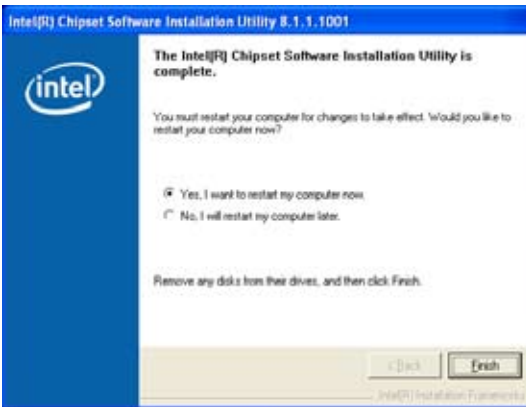 Intel(R) Chipset Software Installation Utility 8.1.1.1001
intel
The Intel(R) Chipset Software Installation Utility is
complete.
You must restart your computer for changes to take effect. Would you like to
restart your computer now?
Yes, I want to restart my computer now.
No, I will restart my computer later.
Remove any disks from their drives, and then click Finish.
< Back
Finish
Intel(R) Installation Frameworks